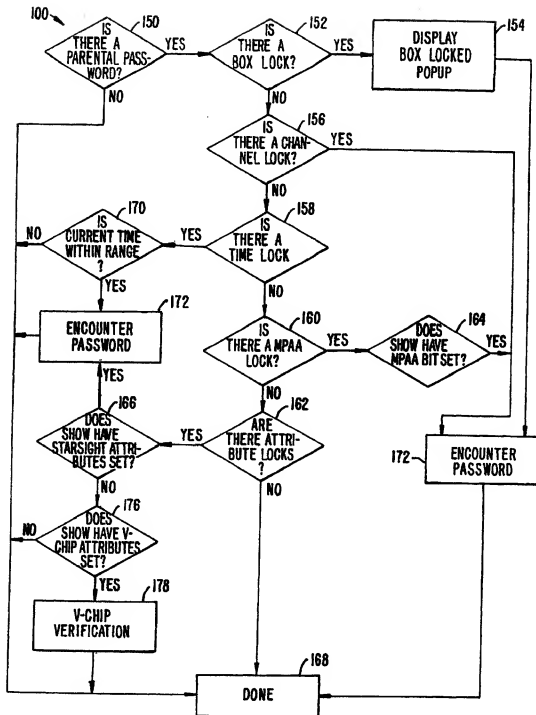 100
IS
THERE A
PARENTAL PASS-
WORD?
150
YES
NO
IS
THERE A
BOX LOCK?
152
YES
NO
DISPLAY
BOX LOCKED
POPUP
154
IS
THERE A CHAN-
NEL LOCK?
156
YES
NO
IS
CURRENT TIME
WITHIN RANGE
?
170
NO
YES
YES
IS
THERE A
TIME LOCK
158
NO
ENCOUNTER
PASSWORD
172
YES
IS
THERE A MPAA
LOCK?
160
YES
NO
DOES
SHOW HAVE
MPAA BIT SET?
164
YES
DOES
SHOW HAVE
STARSIGHT ATTRI-
BUTES SET?
166
YES
NO
ARE
THERE ATTRI-
BUTE LOCKS
?
162
NO
172
ENCOUNTER
PASSWORD
DOES
SHOW HAVE V-
CHIP ATTRIBUTES
SET?
176
NO
YES
V-CHIP
VERIFICATION
178
DONE
168